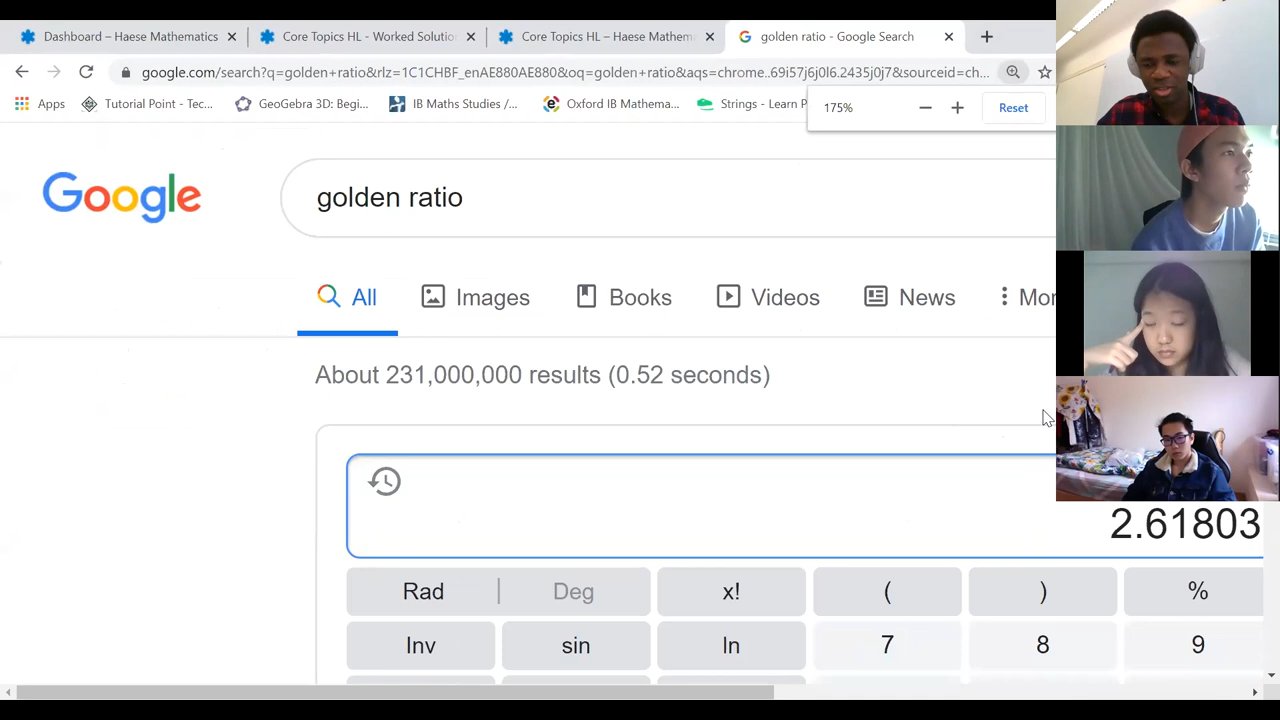 Dashboard – Haese Mathematics
Core Topics HL - Worked Solutio
Core Topics HL – Haese Mathem
golden ratio - Google Search
google.com/search?q=golden+ratio&rlz=1C1CHBF_enAE880AE880&oq=golden+ratio&aqs=chrome..69i57j6j0l6.2435j0j7&sourceid=ch...
Apps
Tutorial Point - Tec...
GeoGebra 3D: Begi...
IB Maths Studies /...
Oxford IB Mathema...
Strings - Learn P
175%
Reset
Google
golden ratio
All
Images
Books
Videos
News
Mor
About 231,000,000 results (0.52 seconds)
2.61803
Rad | Deg
x!
(
)
%
Inv
sin
ln
7
8
9